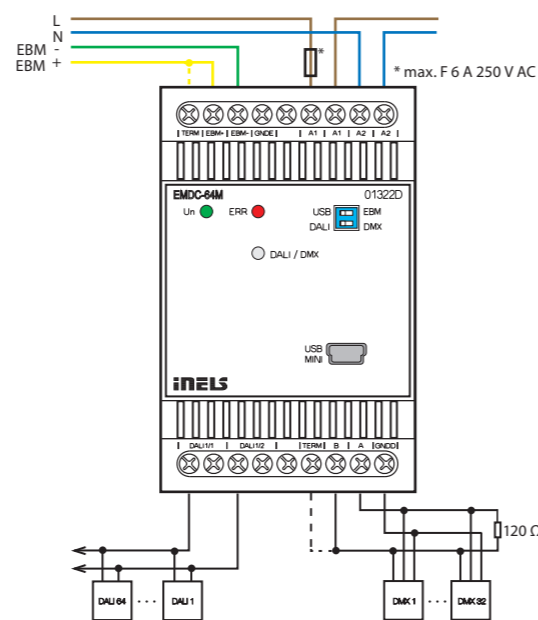 L
N
EBM -
EBM +
*
* max. F 6 A 250 V AC
TERM EBM+ EBM- GNDE A1 A1 A2 A2
EMDC-64M 01322D
Un ERR USB EBM
DALI DMX
DALI / DMX
USB
MINI
iNELS
DALI1/1 DALI1/2 TERM B A GNDD
120 Ω
DALI 64 ... DALI 1 DMX 1 ... DMX 32